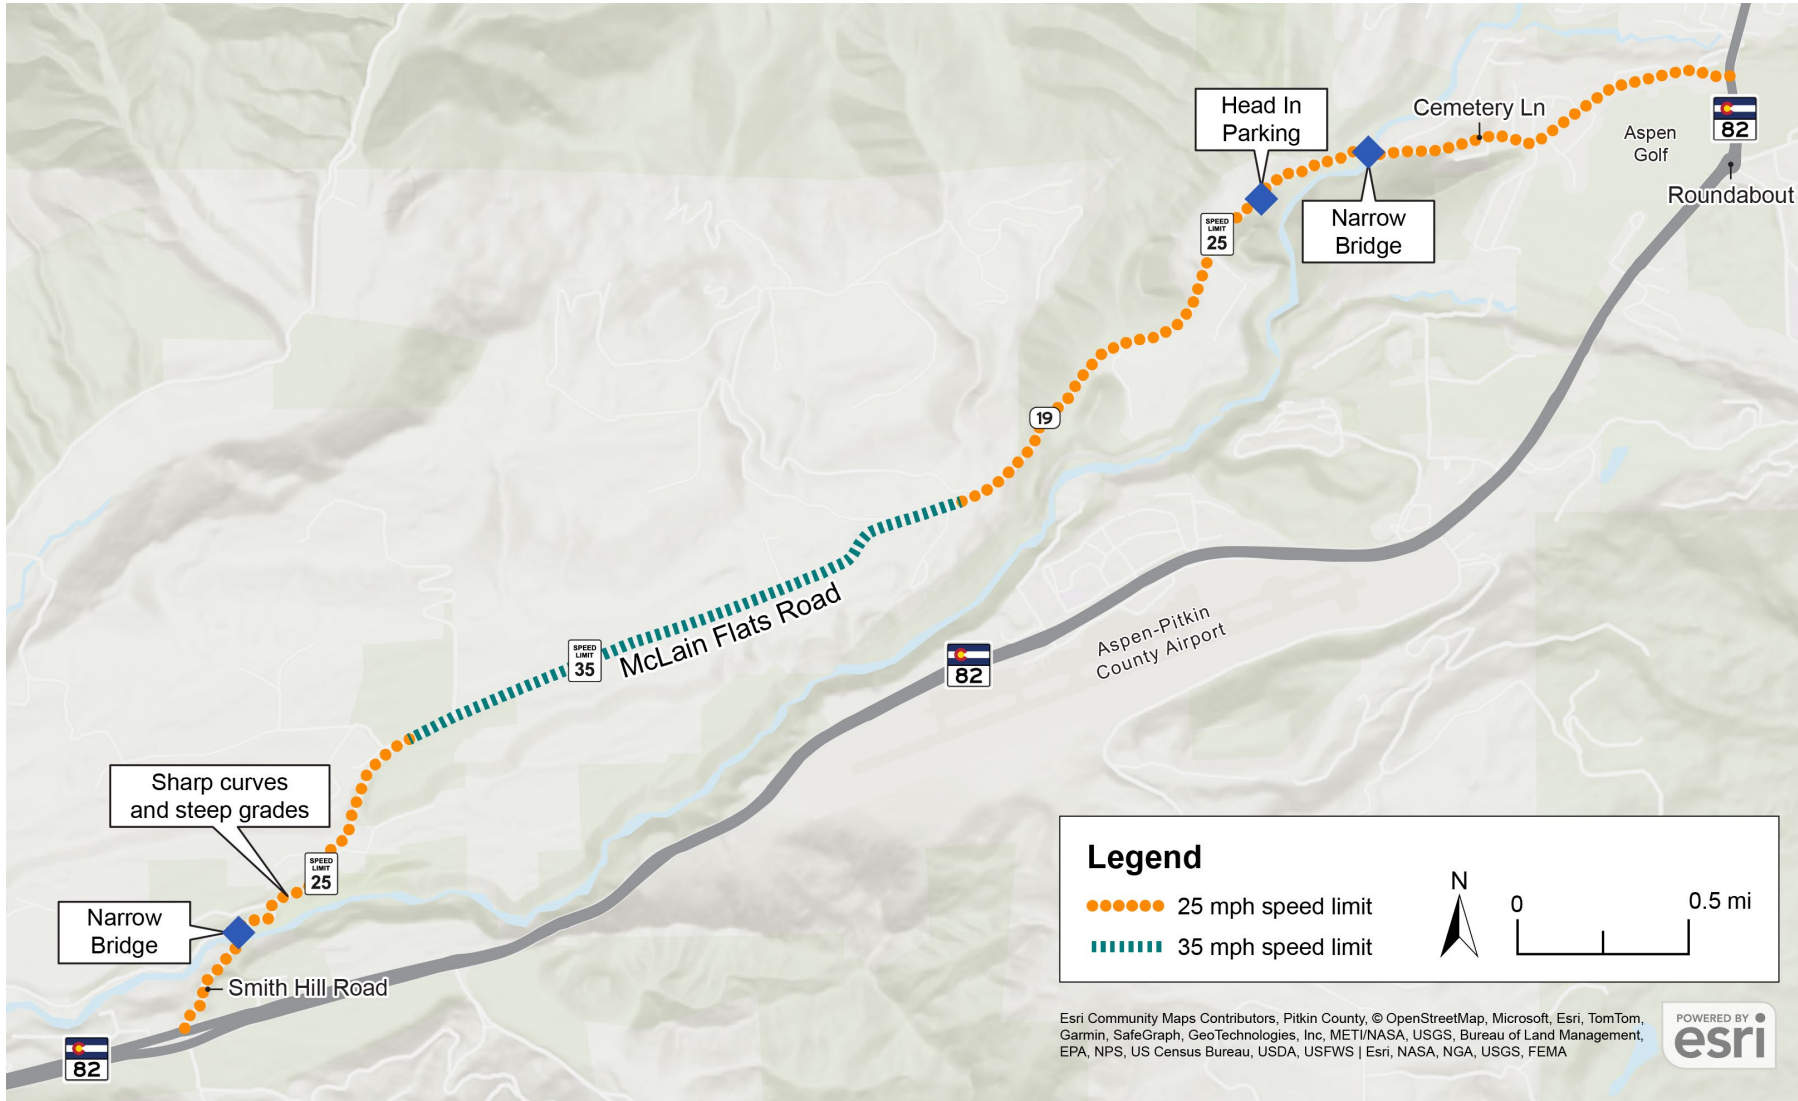 Head In
Parking
Cemetery Ln
82
Aspen
Golf
Roundabout
Narrow
Bridge
SPEED
LIMIT
25
19
McLain Flats Road
SPEED
LIMIT
35
82
Aspen-Pitkin
County Airport
Sharp curves
and steep grades
SPEED
LIMIT
25
Narrow
Bridge
Smith Hill Road
82
Legend
25 mph speed limit
35 mph speed limit
N
0
0.5 mi
Esri Community Maps Contributors, Pitkin County, © OpenStreetMap, Microsoft, Esri, TomTom,
Garmin, SafeGraph, GeoTechnologies, Inc, METI/NASA, USGS, Bureau of Land Management,
EPA, NPS, US Census Bureau, USDA, USFWS | Esri, NASA, NGA, USGS, FEMA
POWERED BY
esri